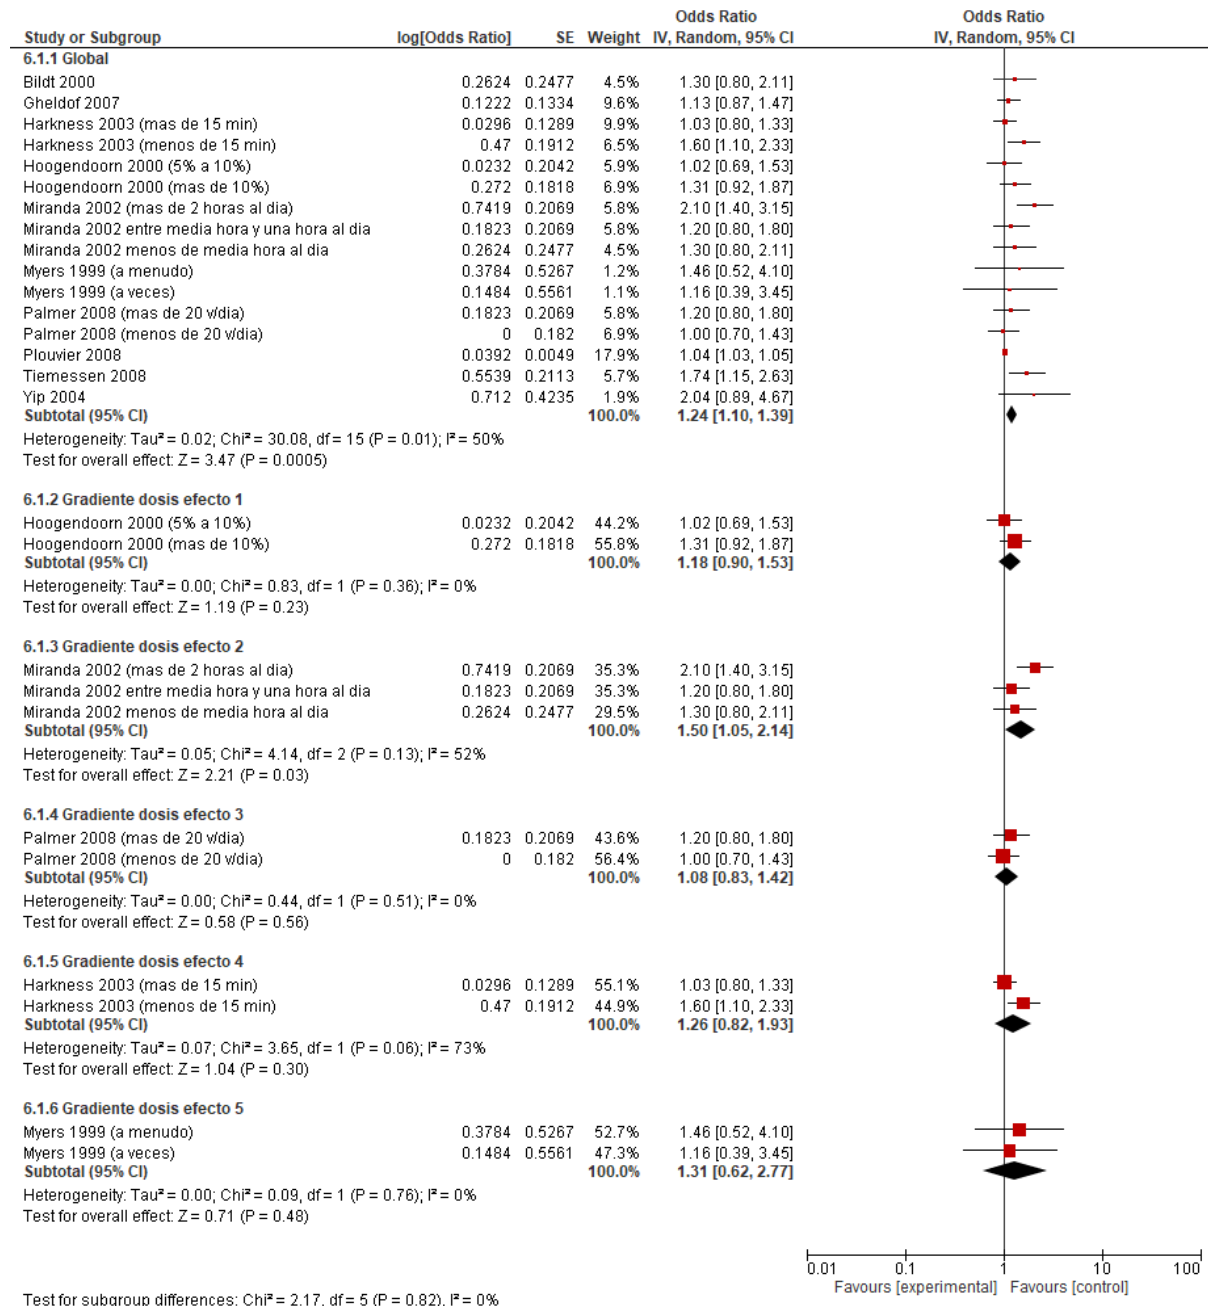 Odds Ratio Odds Ratio
Study or Subgroup log[Odds Ratio] SE Weight IV, Random, 95% CI IV, Random, 95% CI
6.1.1 Global
Bildt 2000 0.2624 0.2477 4.5% 1.30 [0.80, 2.11]
Gheldof 2007 0.1222 0.1334 9.6% 1.13 [0.87, 1.47]
Harkness 2003 (mas de 15 min) 0.0296 0.1289 9.9% 1.03 [0.80, 1.33]
Harkness 2003 (menos de 15 min) 0.47 0.1912 6.5% 1.60 [1.10, 2.33]
Hoogendoorn 2000 (5% a 10%) 0.0232 0.2042 5.9% 1.02 [0.69, 1.53]
Hoogendoorn 2000 (mas de 10%) 0.272 0.1818 6.9% 1.31 [0.92, 1.87]
Miranda 2002 (mas de 2 horas al dia) 0.7419 0.2069 5.8% 2.10 [1.40, 3.15]
Miranda 2002 entre media hora y una hora al dia 0.1823 0.2069 5.8% 1.20 [0.80, 1.80]
Miranda 2002 menos de media hora al dia 0.2624 0.2477 4.5% 1.30 [0.80, 2.11]
Myers 1999 (a menudo) 0.3784 0.5267 1.2% 1.46 [0.52, 4.10]
Myers 1999 (a veces) 0.1484 0.5561 1.1% 1.16 [0.39, 3.45]
Palmer 2008 (mas de 20 v/dia) 0.1823 0.2069 5.8% 1.20 [0.80, 1.80]
Palmer 2008 (menos de 20 v/dia) 0 0.182 6.9% 1.00 [0.70, 1.43]
Plouvier 2008 0.0392 0.0049 17.9% 1.04 [1.03, 1.05]
Tiemessen 2008 0.5539 0.2113 5.7% 1.74 [1.15, 2.63]
Yip 2004 0.712 0.4235 1.9% 2.04 [0.89, 4.67]
Subtotal (95% CI) 100.0% 1.24 [1.10, 1.39]
Heterogeneity: Tau² = 0.02; Chi² = 30.08, df = 15 (P = 0.01); I² = 50%
Test for overall effect: Z = 3.47 (P = 0.0005)
6.1.2 Gradiente dosis efecto 1
Hoogendoorn 2000 (5% a 10%) 0.0232 0.2042 44.2% 1.02 [0.69, 1.53]
Hoogendoorn 2000 (mas de 10%) 0.272 0.1818 55.8% 1.31 [0.92, 1.87]
Subtotal (95% CI) 100.0% 1.18 [0.90, 1.53]
Heterogeneity: Tau² = 0.00; Chi² = 0.83, df = 1 (P = 0.36); I² = 0%
Test for overall effect: Z = 1.19 (P = 0.23)
6.1.3 Gradiente dosis efecto 2
Miranda 2002 (mas de 2 horas al dia) 0.7419 0.2069 35.3% 2.10 [1.40, 3.15]
Miranda 2002 entre media hora y una hora al dia 0.1823 0.2069 35.3% 1.20 [0.80, 1.80]
Miranda 2002 menos de media hora al dia 0.2624 0.2477 29.5% 1.30 [0.80, 2.11]
Subtotal (95% CI) 100.0% 1.50 [1.05, 2.14]
Heterogeneity: Tau² = 0.05; Chi² = 4.14, df = 2 (P = 0.13); I² = 52%
Test for overall effect: Z = 2.21 (P = 0.03)
6.1.4 Gradiente dosis efecto 3
Palmer 2008 (mas de 20 v/dia) 0.1823 0.2069 43.6% 1.20 [0.80, 1.80]
Palmer 2008 (menos de 20 v/dia) 0 0.182 56.4% 1.00 [0.70, 1.43]
Subtotal (95% CI) 100.0% 1.08 [0.83, 1.42]
Heterogeneity: Tau² = 0.00; Chi² = 0.44, df = 1 (P = 0.51); I² = 0%
Test for overall effect: Z = 0.58 (P = 0.56)
6.1.5 Gradiente dosis efecto 4
Harkness 2003 (mas de 15 min) 0.0296 0.1289 55.1% 1.03 [0.80, 1.33]
Harkness 2003 (menos de 15 min) 0.47 0.1912 44.9% 1.60 [1.10, 2.33]
Subtotal (95% CI) 100.0% 1.26 [0.82, 1.93]
Heterogeneity: Tau² = 0.07; Chi² = 3.65, df = 1 (P = 0.06); I² = 73%
Test for overall effect: Z = 1.04 (P = 0.30)
6.1.6 Gradiente dosis efecto 5
Myers 1999 (a menudo) 0.3784 0.5267 52.7% 1.46 [0.52, 4.10]
Myers 1999 (a veces) 0.1484 0.5561 47.3% 1.16 [0.39, 3.45]
Subtotal (95% CI) 100.0% 1.31 [0.62, 2.77]
Heterogeneity: Tau² = 0.00; Chi² = 0.09, df = 1 (P = 0.76); I² = 0%
Test for overall effect: Z = 0.71 (P = 0.48)
0.01 0.1 1 10 100
Favours [experimental] Favours [control]
Test for subgroup differences: Chi² = 2.17, df = 5 (P = 0.82), I² = 0%